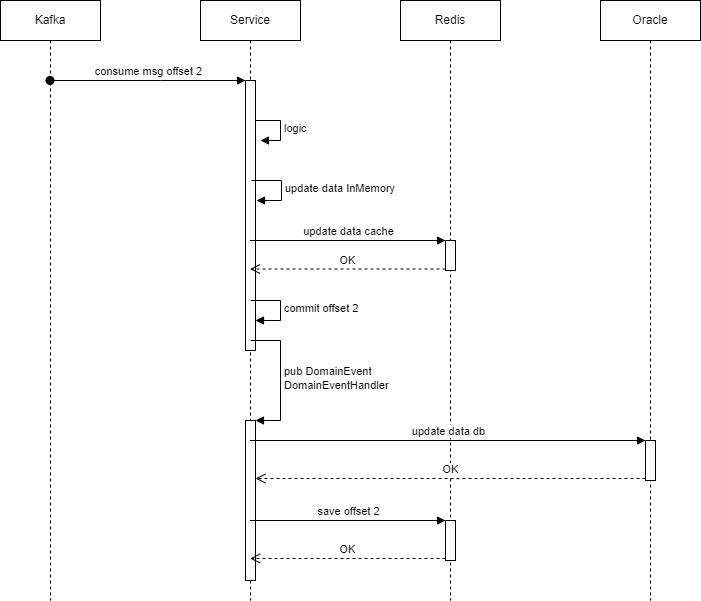 Kafka
Service
Redis
Oracle
consume msg offset 2
logic
update data InMemory
update data cache
OK
commit offset 2
pub DomainEvent
DomainEventHandler
update data db
OK
save offset 2
OK